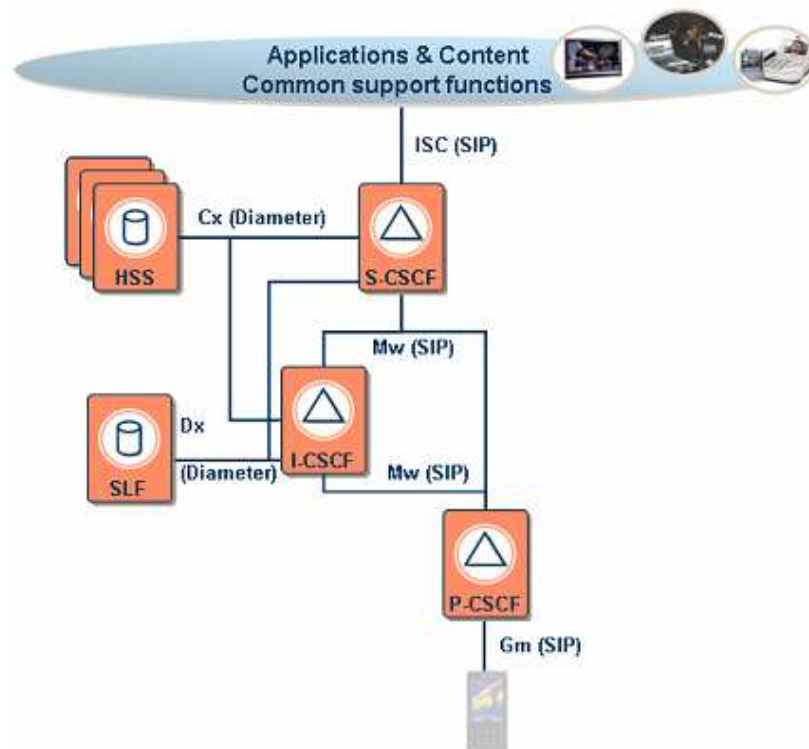 Applications & Content
Common support functions
ISC (SIP)
Cx (Diameter)
HSS
S-CSCF
Mw (SIP)
Dx
(Diameter)
I-CSCF
Mw (SIP)
SLF
P-CSCF
Gm (SIP)